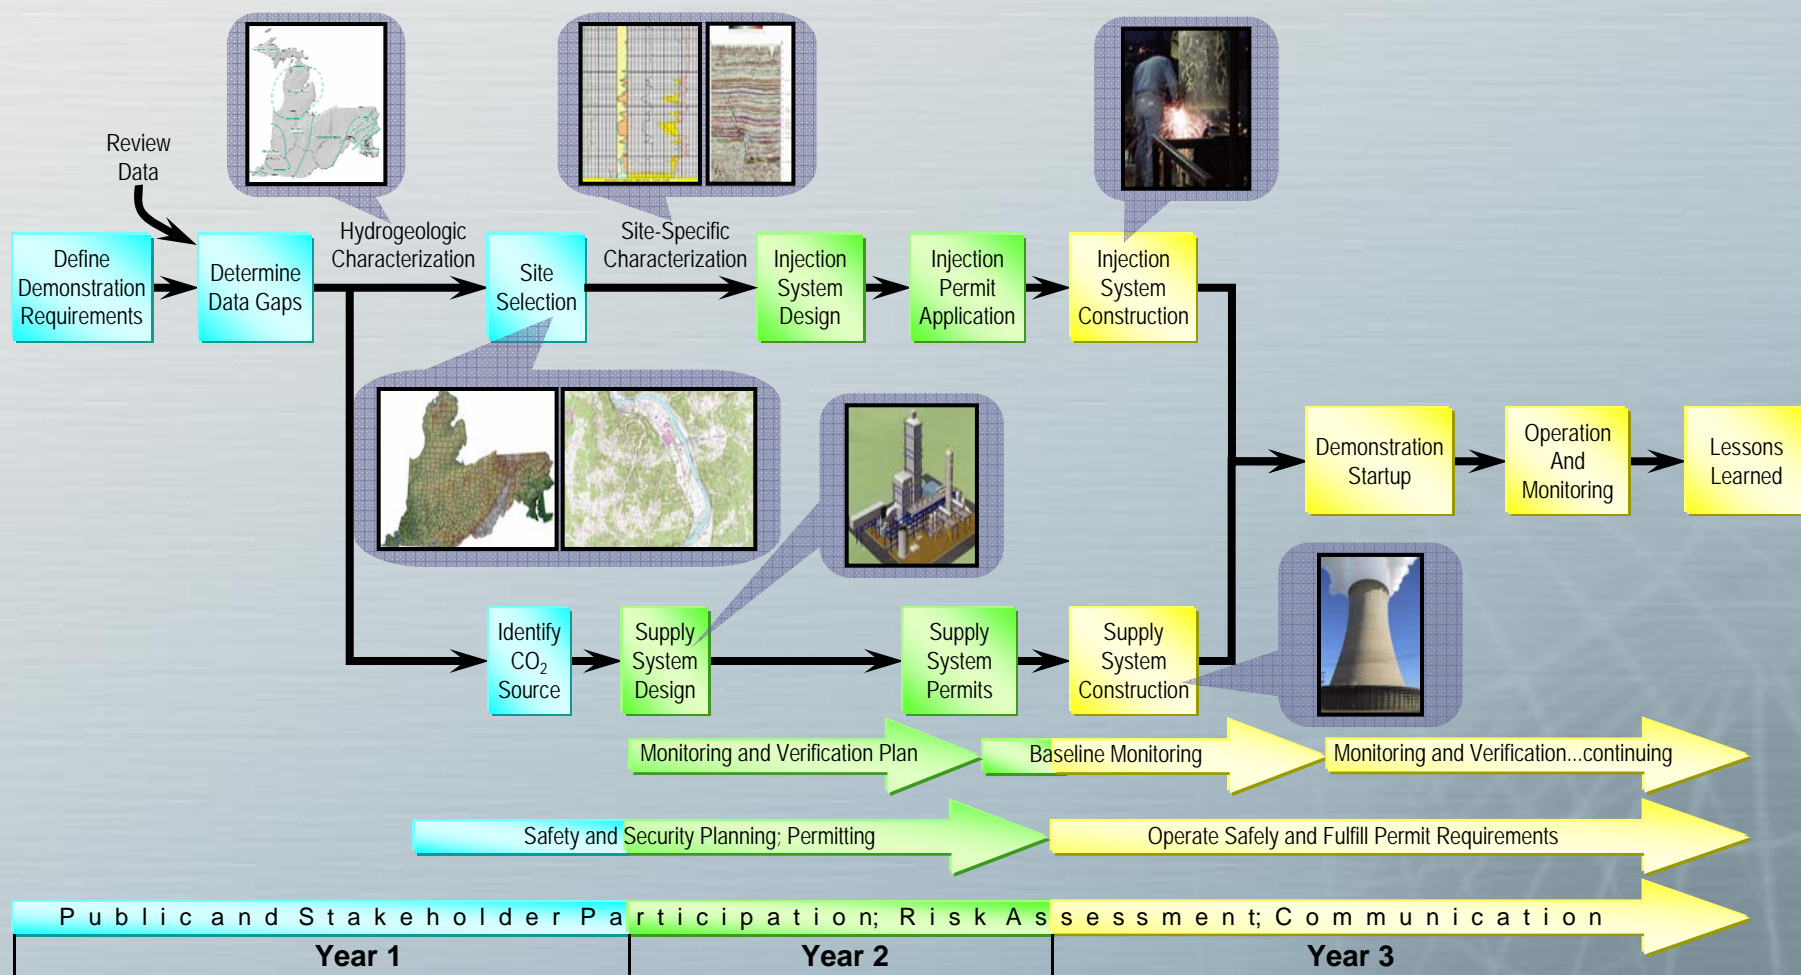 Review
Data
Define
Demonstration
Requirements
Determine
Data Gaps
Hydrogeologic
Characterization
Site
Selection
Site-Specific
Characterization
Injection
System
Design
Injection
Permit
Application
Injection
System
Construction
Demonstration
Startup
Operation
And
Monitoring
Lessons
Learned
Identify
CO₂
Source
Supply
System
Design
Supply
System
Permits
Supply
System
Construction
Monitoring and Verification Plan
Baseline Monitoring
Monitoring and Verification...continuing
Safety and Security Planning; Permitting
Operate Safely and Fulfill Permit Requirements
Public and Stakeholder Participation; Risk Assessment; Communication
Year 1
Year 2
Year 3